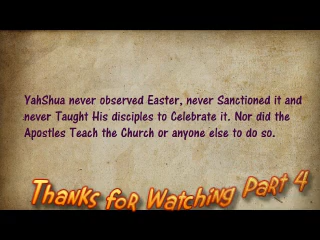 YahShua never observed Easter, never Sanctioned it and
never Taught His disciples to Celebrate it. Nor did the
Apostles Teach the Church or anyone else to do so.
Thanks for Watching Part 4